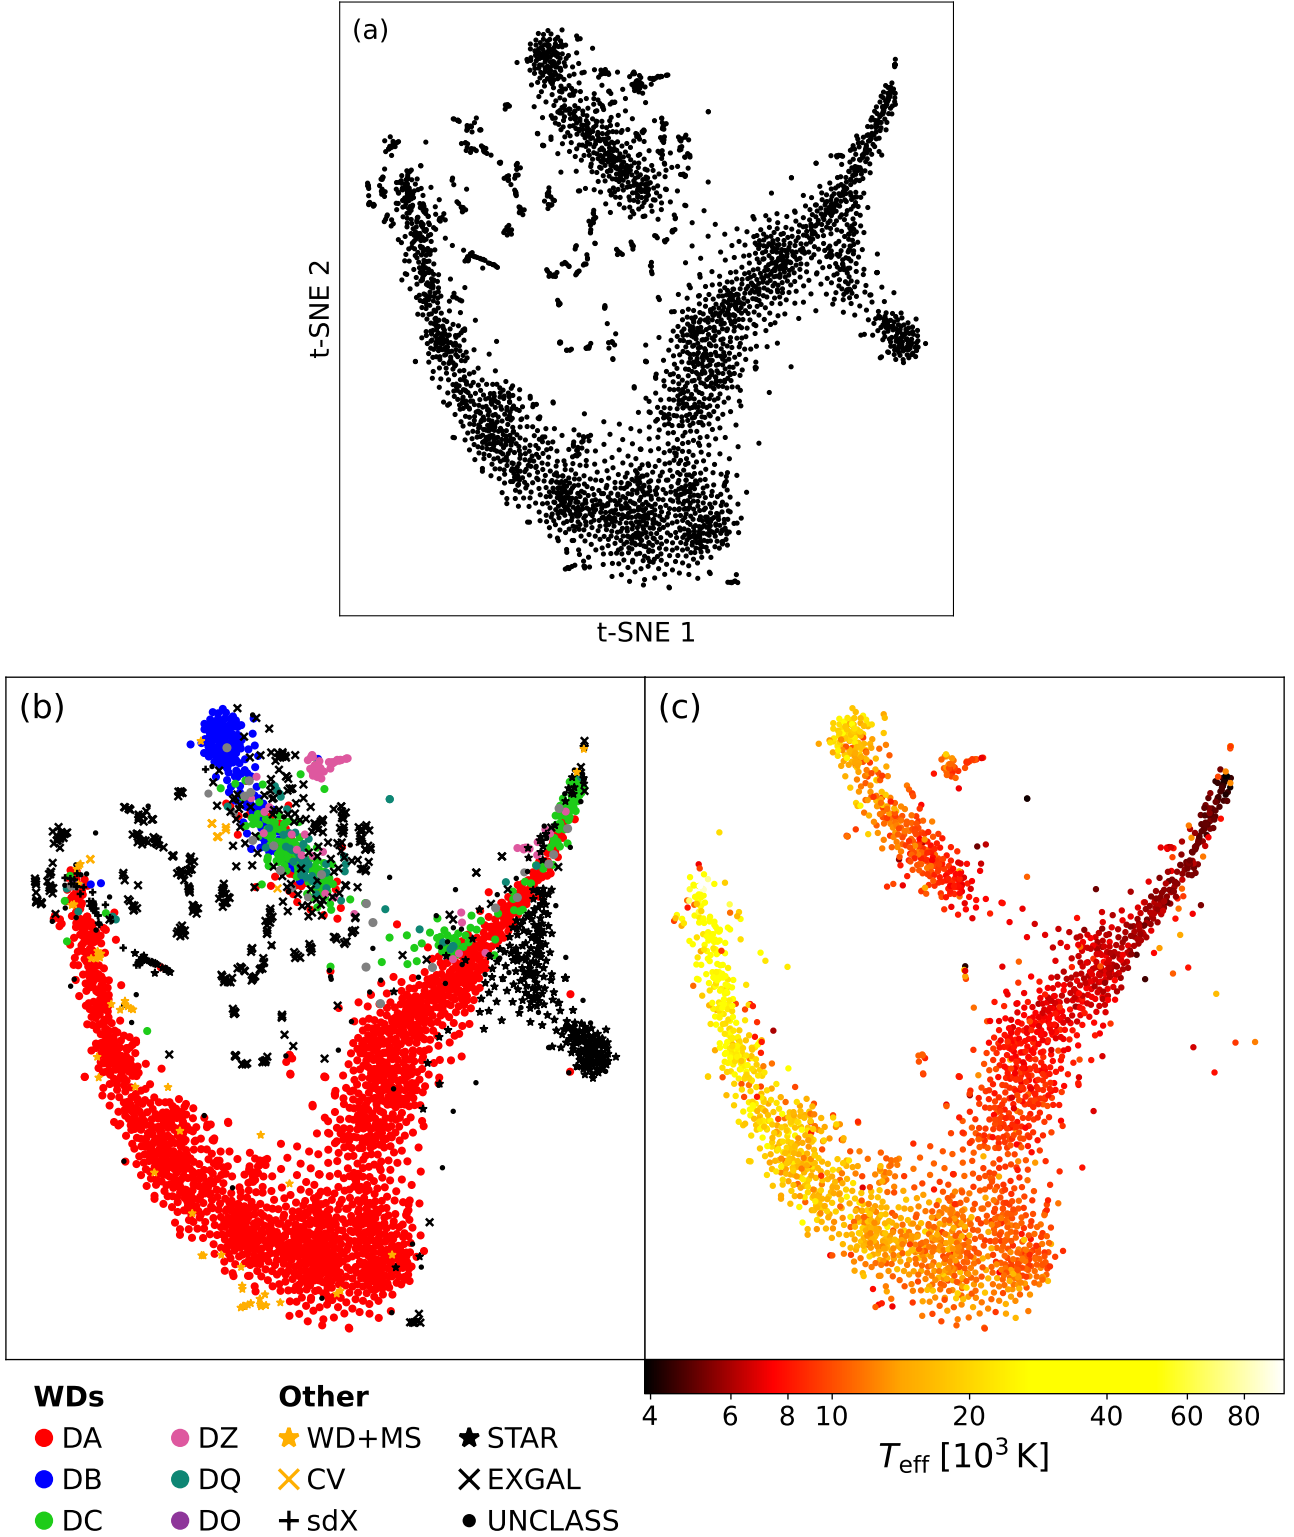 (a)
t-SNE 2
t-SNE 1
(b)
(c)
4 6 8 10 20 40 60 80
T_eff [10^3 K]
WDs Other
DA DZ WD+MS STAR
DB DQ CV EXGAL
DC DO sdX UNCLASS